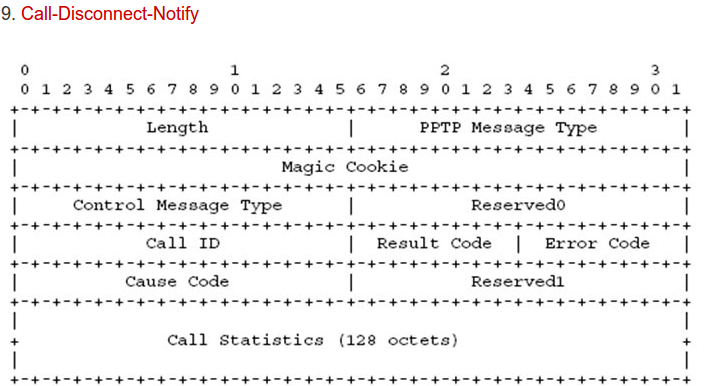 9. Call-Disconnect-Notify
0                   1                   2                   3
0 1 2 3 4 5 6 7 8 9 0 1 2 3 4 5 6 7 8 9 0 1 2 3 4 5 6 7 8 9 0 1
+-+-+-+-+-+-+-+-+-+-+-+-+-+-+-+-+-+-+-+-+-+-+-+-+-+-+-+-+-+-+-+-+
|            Length             |      PPTP Message Type        |
+-+-+-+-+-+-+-+-+-+-+-+-+-+-+-+-+-+-+-+-+-+-+-+-+-+-+-+-+-+-+-+-+
|                         Magic Cookie                          |
+-+-+-+-+-+-+-+-+-+-+-+-+-+-+-+-+-+-+-+-+-+-+-+-+-+-+-+-+-+-+-+-+
|     Control Message Type      |           Reserved0           |
+-+-+-+-+-+-+-+-+-+-+-+-+-+-+-+-+-+-+-+-+-+-+-+-+-+-+-+-+-+-+-+-+
|            Call ID            |  Result Code  |  Error Code   |
+-+-+-+-+-+-+-+-+-+-+-+-+-+-+-+-+-+-+-+-+-+-+-+-+-+-+-+-+-+-+-+-+
|          Cause Code           |           Reserved1           |
+-+-+-+-+-+-+-+-+-+-+-+-+-+-+-+-+-+-+-+-+-+-+-+-+-+-+-+-+-+-+-+-+
|                                                               |
+              Call Statistics (128 octets)                     +
|                                                               |
+-+-+-+-+-+-+-+-+-+-+-+-+-+-+-+-+-+-+-+-+-+-+-+-+-+-+-+-+-+-+-+-+